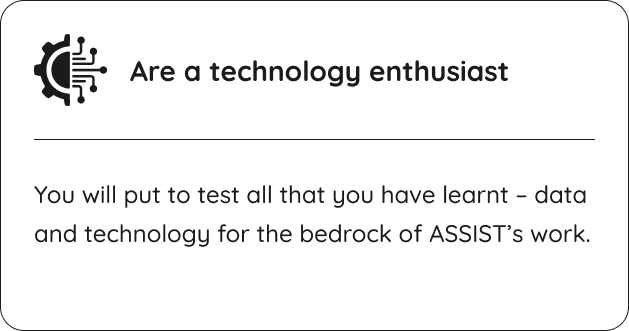 Are a technology enthusiast
You will put to test all that you have learnt – data
and technology for the bedrock of ASSIST’s work.